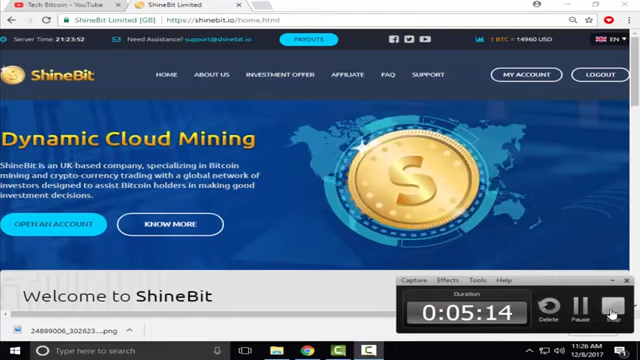 Tech Bitcoin - YouTube
ShineBit Limited
ShineBit Limited [GB]
https://shinebit.io/home.html
Server Time: 21:23:52
Need Assistance? support@shinebit.io
PAYOUTS
1 BTC = 14960 USD
EN
ShineBit
HOME
ABOUT US
INVESTMENT OFFER
AFFILIATE
FAQ
SUPPORT
MY ACCOUNT
LOGOUT
Dynamic Cloud Mining
ShineBit is an UK-based company, specializing in Bitcoin
mining and crypto-currency trading with a global network of
investors designed to assist Bitcoin holders in making good
investment decisions.
OPEN AN ACCOUNT
KNOW MORE
S
Welcome to ShineBit
Capture
Effects
Tools
Help
Duration
0:05:14
Delete
Pause
24899006_302623....png
Type here to search
11:26 AM
12/8/2017